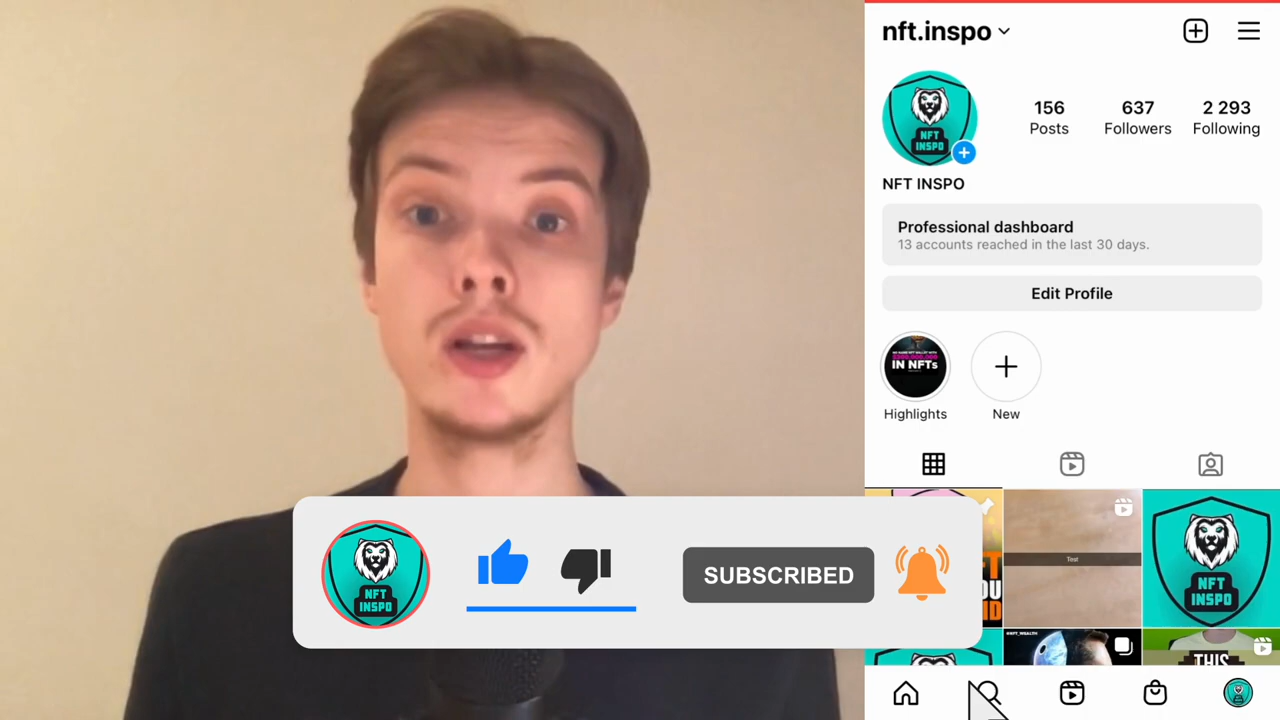 nft.inspo
156
637
2 293
Posts
Followers
Following
NFT
INSPO
NFT INSPO
Professional dashboard
13 accounts reached in the last 30 days.
Edit Profile
IN NFTs
Highlights
New
Test
NFT
INSPO
NFT
INSPO
SUBSCRIBED
THIS